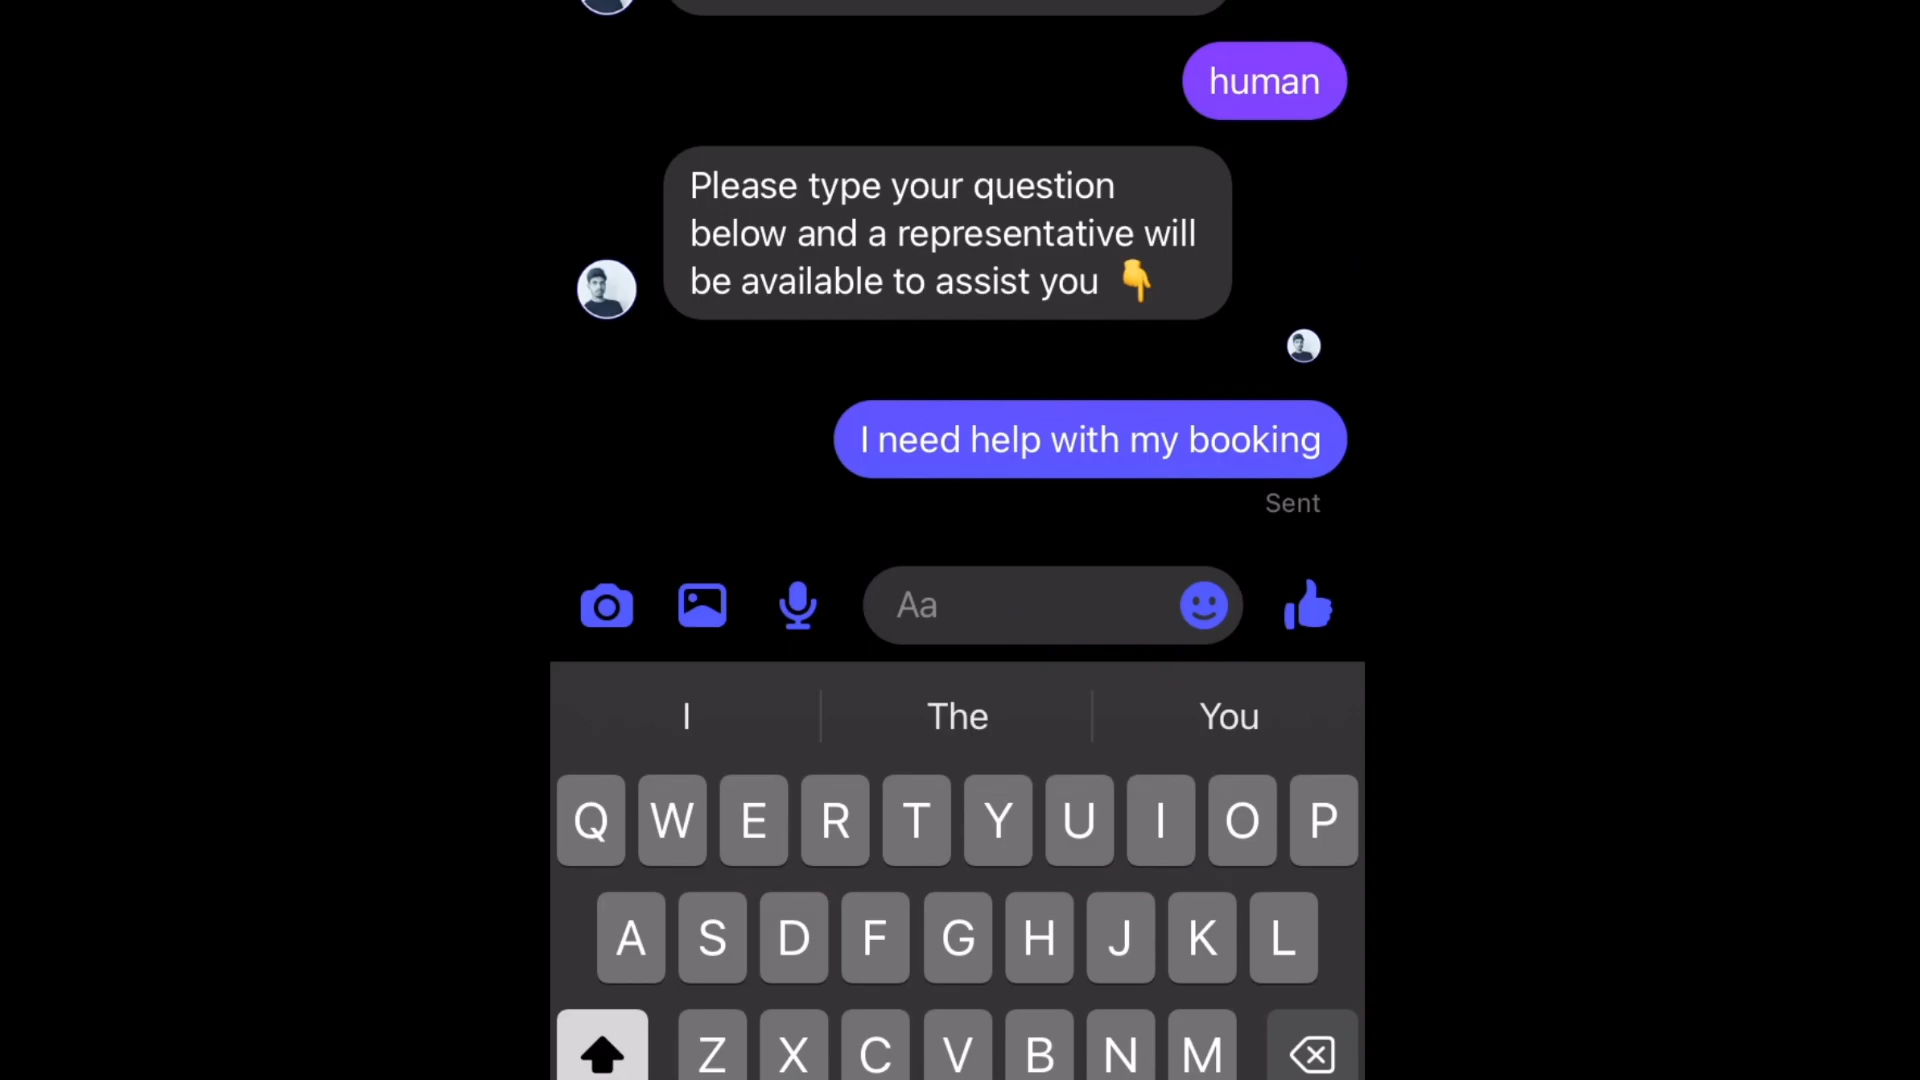 human
Please type your question
below and a representative will
be available to assist you 👇
I need help with my booking
Sent
Aa
I The You
Q W E R T Y U I O P
A S D F G H J K L
Z X C V B N M